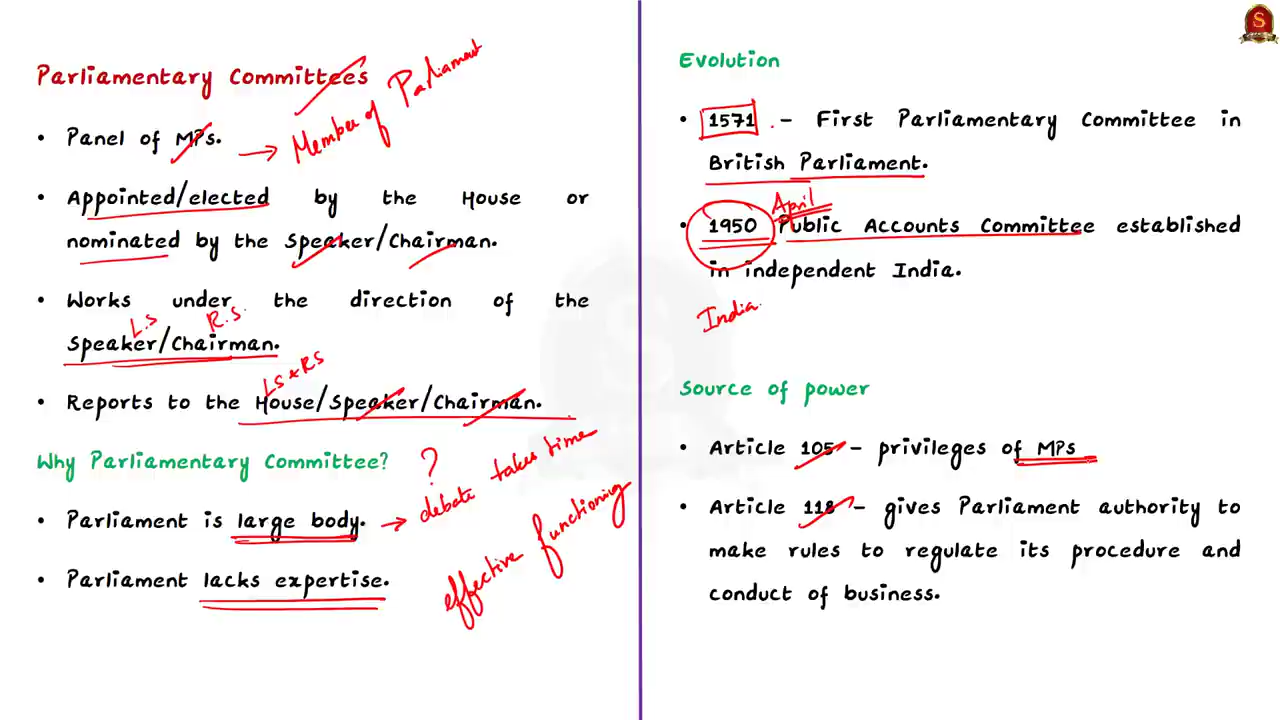 Parliamentary Committees
• Panel of MPs.
→ Member of Parliament
• Appointed/elected by the House or
nominated by the Speaker/Chairman.
• Works under the direction of the
L.S R.S.
Speaker/Chairman.
LS & RS
• Reports to the House/Speaker/Chairman.
Why Parliamentary Committee? ?
• Parliament is large body. → debate takes time
• Parliament lacks expertise.
effective functioning
Evolution
• 1571 - First Parliamentary Committee in
British Parliament.
April
• 1950 Public Accounts Committee established
in independent India.
India.
Source of power
• Article 105 - privileges of MPs
• Article 118 - gives Parliament authority to
make rules to regulate its procedure and
conduct of business.
S